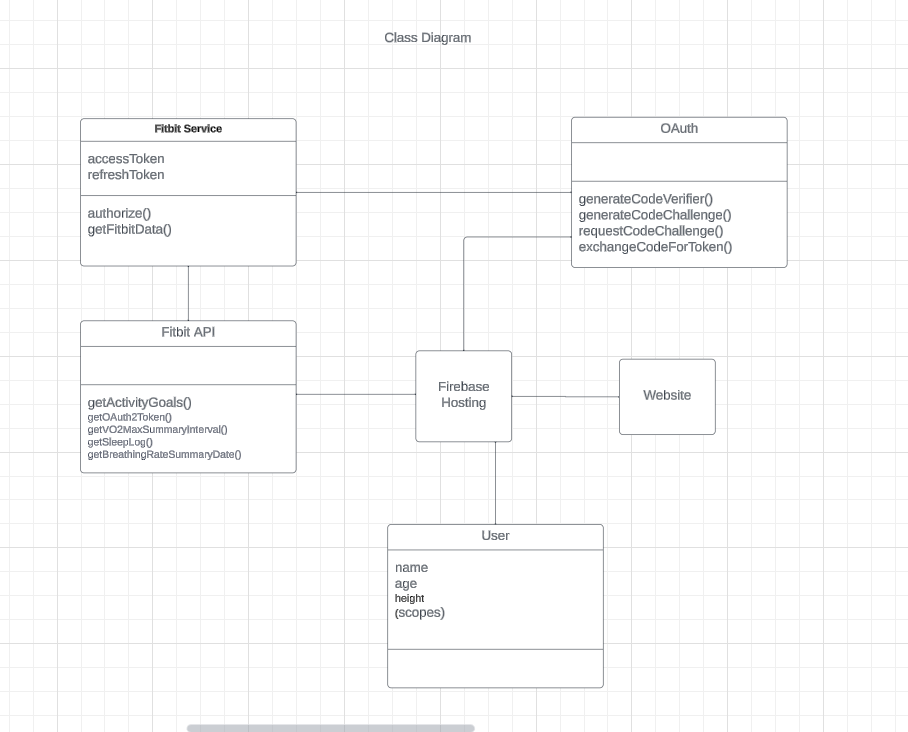 Class Diagram
Fitbit Service
accessToken
refreshToken
authorize()
getFitbitData()
OAuth
generateCodeVerifier()
generateCodeChallenge()
requestCodeChallenge()
exchangeCodeForToken()
Fitbit API
getActivityGoals()
getOAuth2Token()
getVO2MaxSummaryInterval()
getSleepLog()
getBreathingRateSummaryDate()
Firebase
Hosting
Website
User
name
age
height
(scopes)